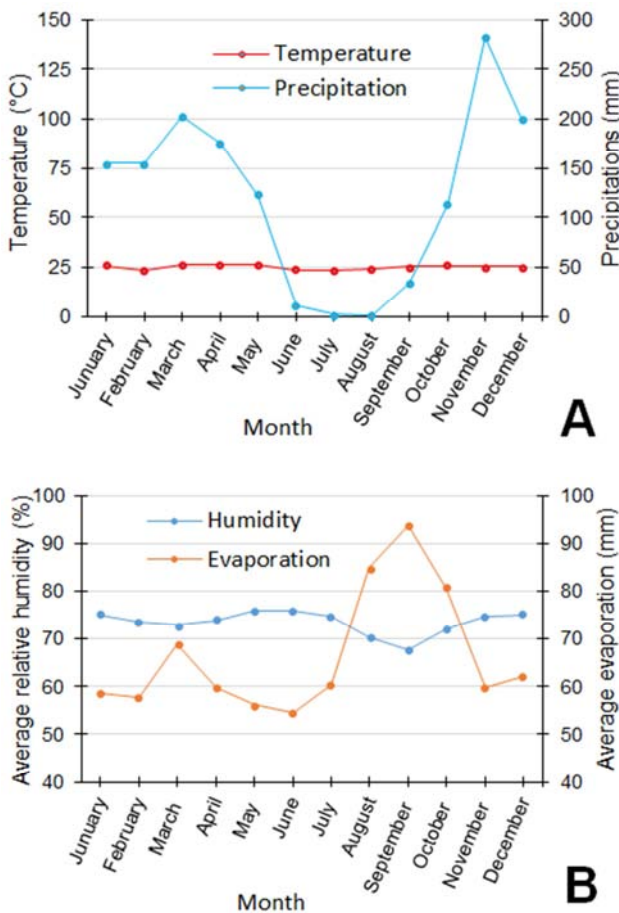 Temperature (°C)
150
125
100
75
50
25
0
Temperature
Precipitation
300
250
200
150
100
50
0
Precipitations (mm)
Junuary
February
March
April
May
June
July
August
September
October
November
December
Month
A
Average relative humidity (%)
100
90
80
70
60
50
40
Humidity
Evaporation
100
90
80
70
60
50
40
Average evaporation (mm)
Junuary
February
March
April
May
June
July
August
September
October
November
December
Month
B